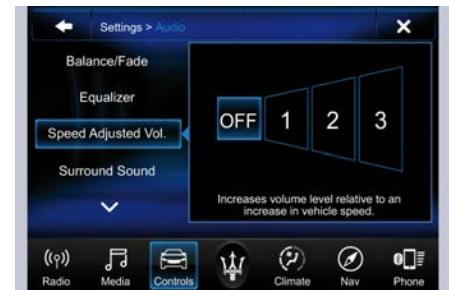 Settings > Audio
Balance/Fade
Equalizer
Speed Adjusted Vol.
Surround Sound
OFF 1 2 3
Increases volume level relative to an
increase in vehicle speed.
Radio Media Controls Climate Nav Phone